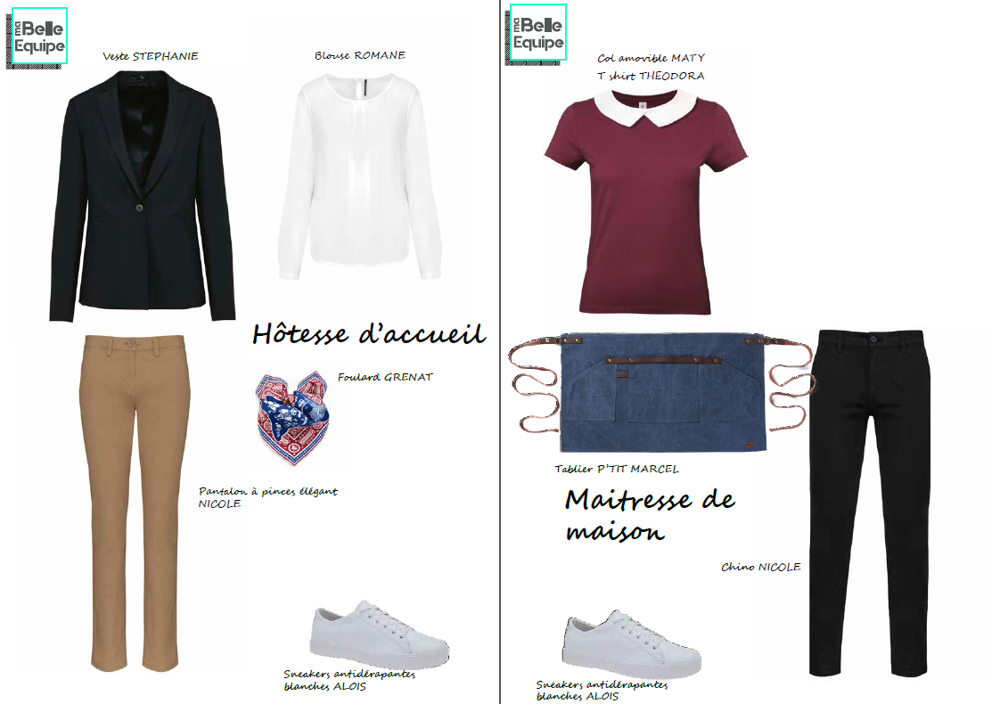 ma
Belle
Equipe
Veste STEPHANIE
Blouse ROMANE
Hôtesse d'accueil
Foulard GRENAT
Pantalon à pinces élégant
NICOLE
Sneakers antidérapantes
blanches ALOIS
ma
Belle
Equipe
Col amovible MATY
T shirt THEODORA
Tablier P'TIT MARCEL
Maitresse de
maison
Chino NICOLE
Sneakers antidérapantes
blanches ALOIS